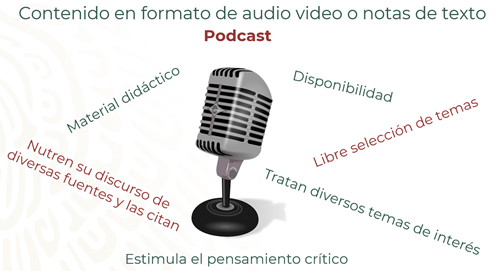 Contenido en formato de audio video o notas de texto
Podcast
Material didáctico
Disponibilidad
Libre selección de temas
Nutren su discurso de
diversas fuentes y las citan
Tratan diversos temas de interés
Estimula el pensamiento crítico